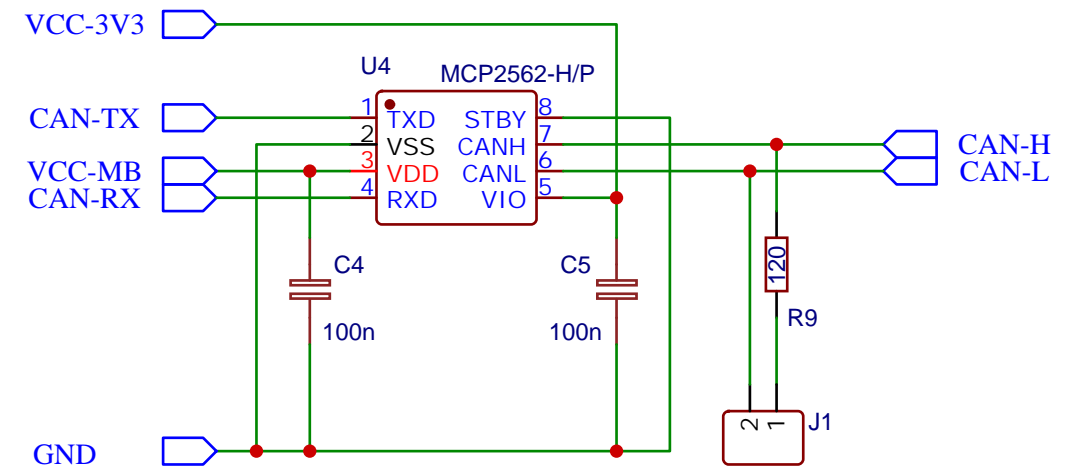 VCC-3V3
U4
MCP2562-H/P
CAN-TX
1 TXD STBY 8
2 VSS CANH 7
CAN-H
VCC-MB
3 VDD CANL 6
CAN-L
CAN-RX
4 RXD VIO 5
C4
C5
120
100n
100n
R9
2 1
J1
GND